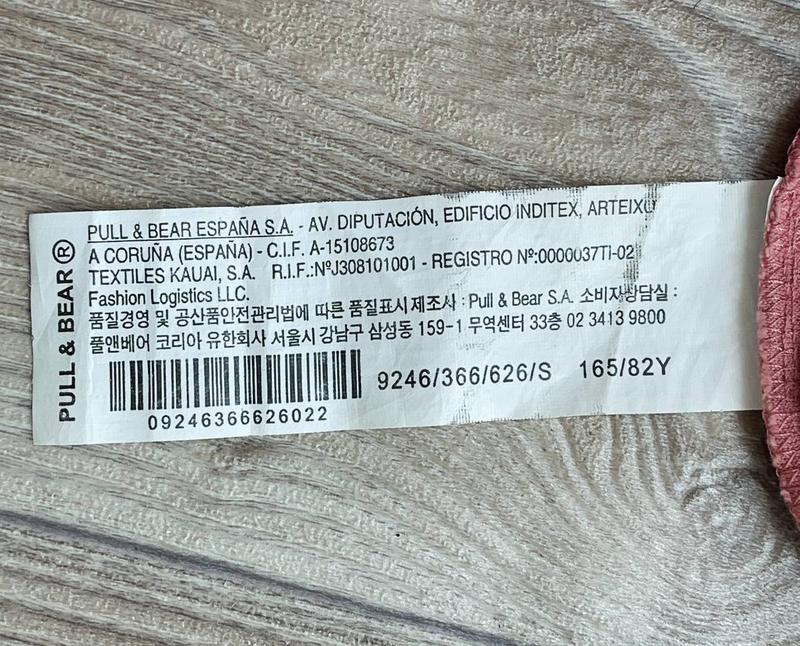 PULL & BEAR®
PULL & BEAR ESPAÑA S.A. - AV. DIPUTACIÓN, EDIFICIO INDITEX, ARTEIXO
A CORUÑA (ESPAÑA) - C.I.F. A-15108673
TEXTILES KAUAI, S.A. R.I.F.:NºJ308101001 - REGISTRO Nº:0000037TI-02
Fashion Logistics LLC.
품질경영 및 공산품안전관리법에 따른 품질표시 제조사 : Pull & Bear S.A. 소비자상담실 :
풀앤베어 코리아 유한회사 서울시 강남구 삼성동 159-1 무역센터 33층 02 3413 9800
9246/366/626/S 165/82Y
09246366626022